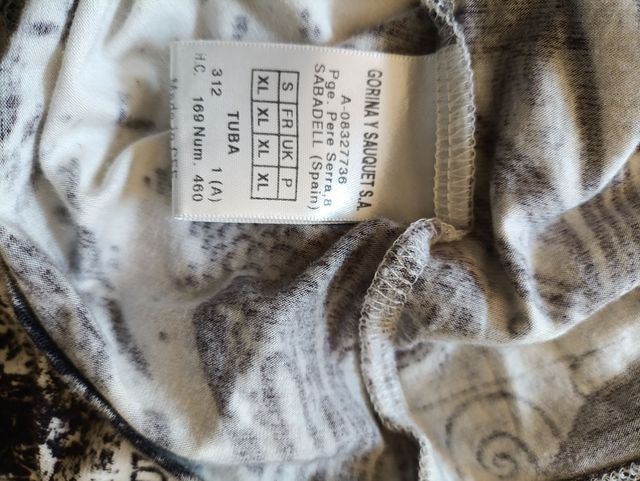 GORINA Y SAUQUET S.A.
A-08327736
Pge. Pere Serra,8
SABADELL (Spain)
S FR UK P
XL XL XL XL
TUBA
312 1 (A)
H.C. 169 Num. 460